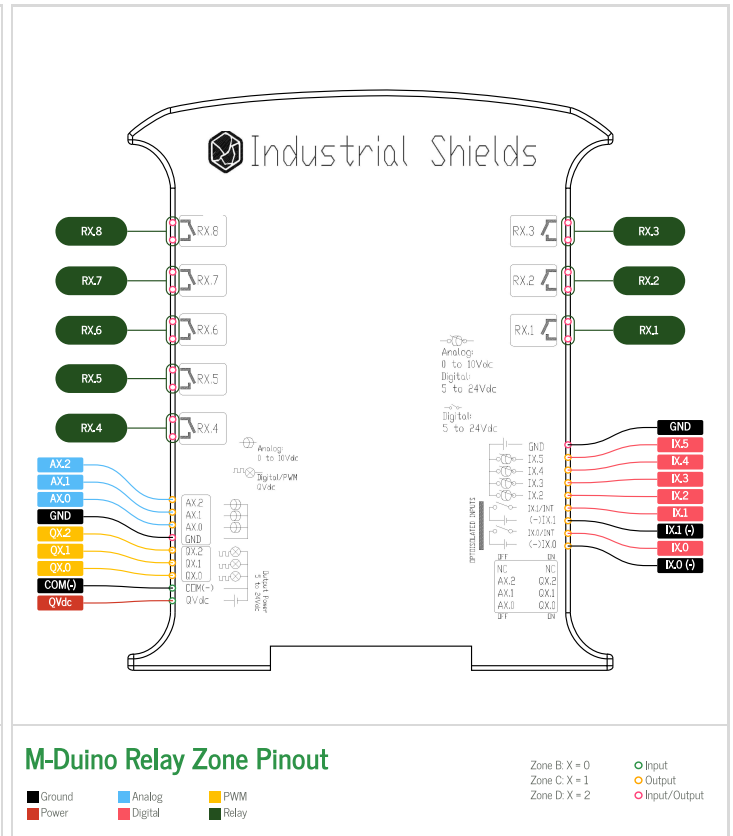 Industrial Shields
RX.8
RX.8
RX.7
RX.7
RX.6
RX.6
RX.5
RX.5
RX.4
RX.4
RX.3
RX.3
RX.2
RX.2
RX.1
RX.1
Analog:
0 to 10Vdc
Digital:
5 to 24Vdc
Digital:
5 to 24Vdc
Analog:
0 to 10Vdc
Digital/PWM
QVdc
AX.2
AX.1
AX.0
GND
QX.2
QX.1
QX.0
COM(-)
QVdc
AX.2
AX.1
AX.0
GND
QX.2
QX.1
QX.0
COM(-)
QVdc
Output Power
5 to 24Vdc
OPTOISOLATED INPUTS
GND
IX.5
IX.4
IX.3
IX.2
IX.1/INT
(-)IX.1
IX.0/INT
(-)IX.0
GND
IX.5
IX.4
IX.3
IX.2
IX.1
IX.1 (-)
IX.0
IX.0 (-)
OFF ON
NC NC
AX.2 QX.2
AX.1 QX.1
AX.0 QX.0
OFF ON
M-Duino Relay Zone Pinout
Ground
Analog
PWM
Power
Digital
Relay
Zone B: X = 0
Zone C: X = 1
Zone D: X = 2
Input
Output
Input/Output